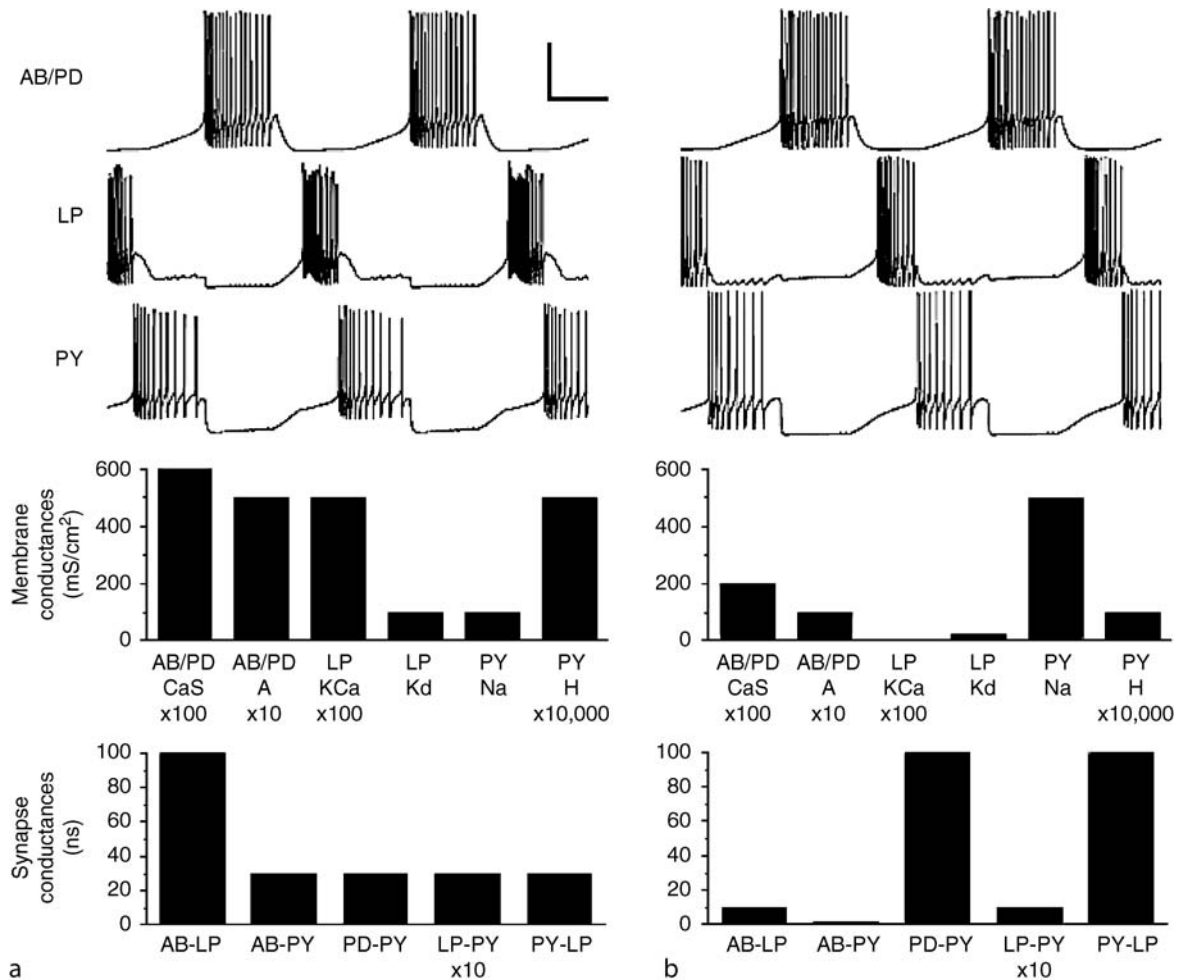 AB/PD
LP
PY
Membrane conductances (mS/cm²)
600
400
200
0
AB/PD CaS x100
AB/PD A x10
LP KCa x100
LP Kd
PY Na
PY H x10,000
Synapse conductances (ns)
100
80
60
40
20
0
AB-LP
AB-PY
PD-PY
LP-PY x10
PY-LP
a
600
400
200
0
AB/PD CaS x100
AB/PD A x10
LP KCa x100
LP Kd
PY Na
PY H x10,000
100
80
60
40
20
0
AB-LP
AB-PY
PD-PY
LP-PY x10
PY-LP
b